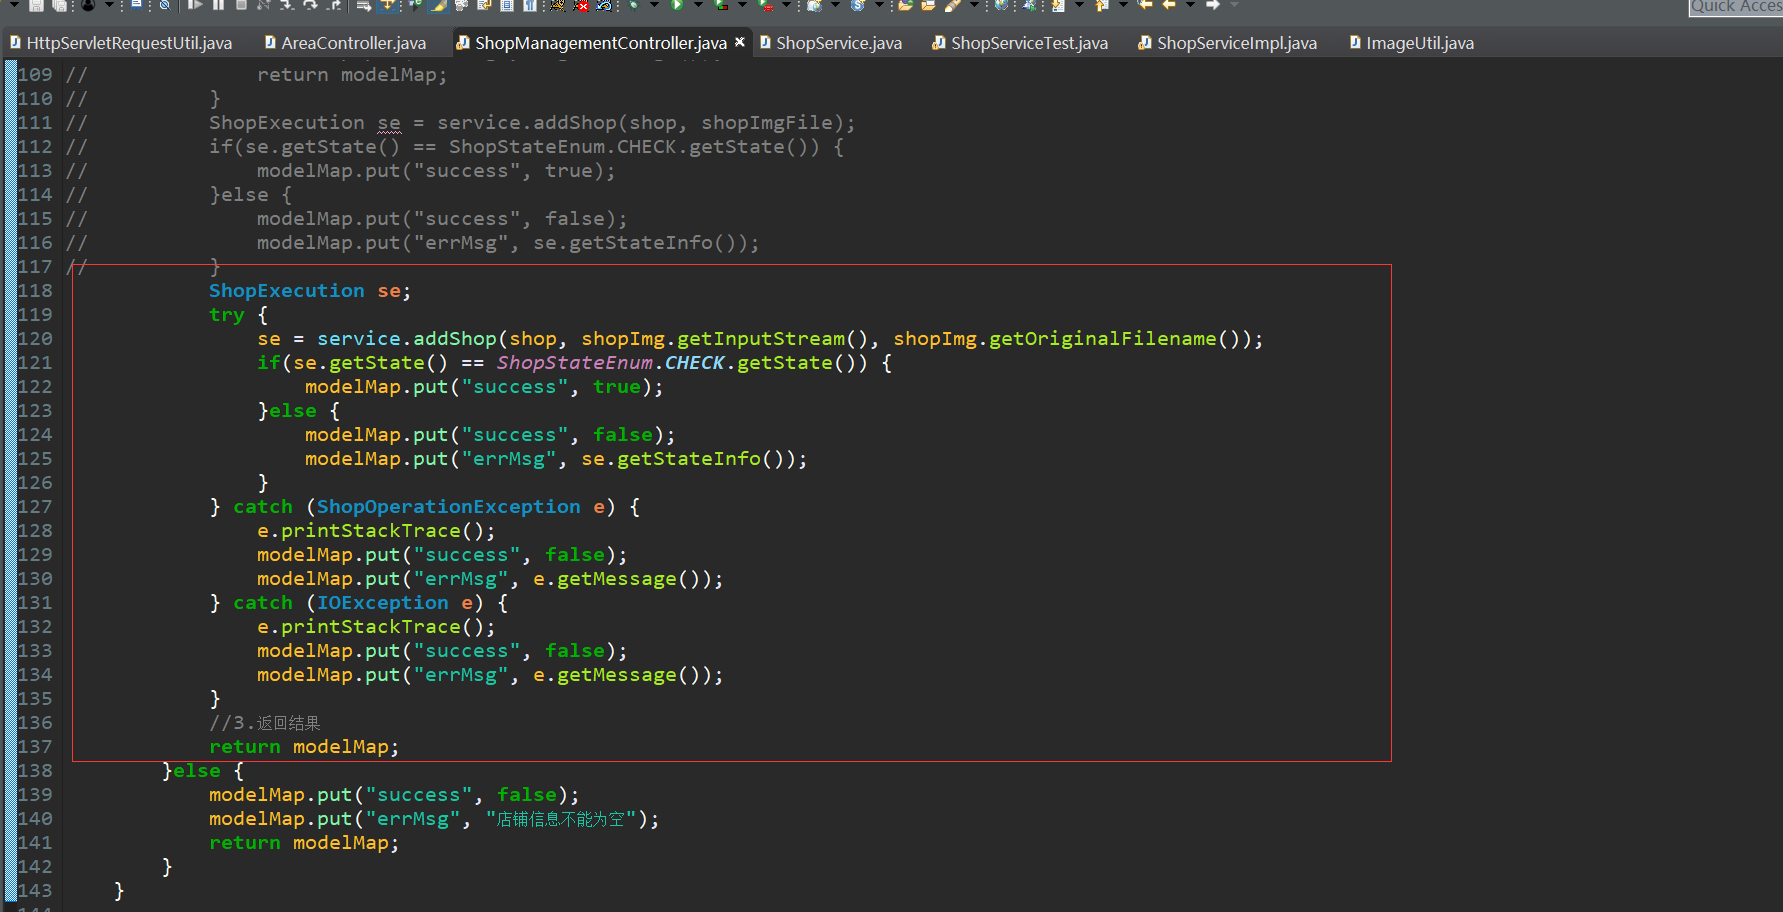 Quick Acces
HttpServletRequestUtil.java AreaController.java ShopManagementController.java ShopService.java ShopServiceTest.java ShopServiceImpl.java ImageUtil.java
109 // return modelMap;
110 // }
111 // ShopExecution se = service.addShop(shop, shopImgFile);
112 // if(se.getState() == ShopStateEnum.CHECK.getState()) {
113 // modelMap.put("success", true);
114 // }else {
115 // modelMap.put("success", false);
116 // modelMap.put("errMsg", se.getStateInfo());
117 // }
118 ShopExecution se;
119 try {
120 se = service.addShop(shop, shopImg.getInputStream(), shopImg.getOriginalFilename());
121 if(se.getState() == ShopStateEnum.CHECK.getState()) {
122 modelMap.put("success", true);
123 }else {
124 modelMap.put("success", false);
125 modelMap.put("errMsg", se.getStateInfo());
126 }
127 } catch (ShopOperationException e) {
128 e.printStackTrace();
129 modelMap.put("success", false);
130 modelMap.put("errMsg", e.getMessage());
131 } catch (IOException e) {
132 e.printStackTrace();
133 modelMap.put("success", false);
134 modelMap.put("errMsg", e.getMessage());
135 }
136 //3.返回结果
137 return modelMap;
138 }else {
139 modelMap.put("success", false);
140 modelMap.put("errMsg", "店铺信息不能为空");
141 return modelMap;
142 }
143 }